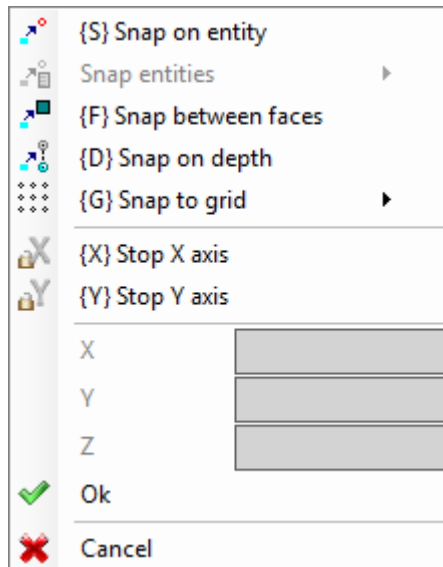 {S} Snap on entity
Snap entities
{F} Snap between faces
{D} Snap on depth
{G} Snap to grid
{X} Stop X axis
{Y} Stop Y axis
X
Y
Z
Ok
Cancel